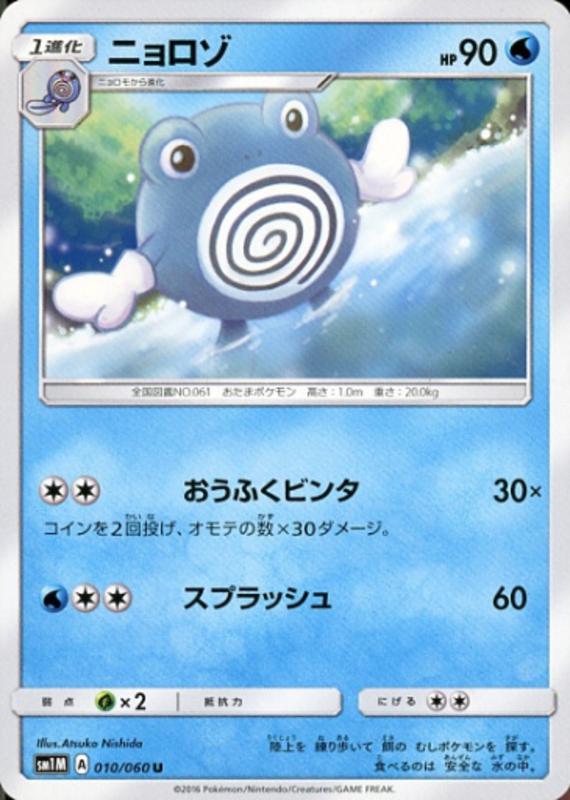 1進化
ニョロゾ
HP 90
ニョロモから進化
全国図鑑NO.061 おたまポケモン 高さ:1.0m 重さ:20.0kg
おうふくビンタ 30×
コインを2回投げ、オモテの数×30ダメージ。
スプラッシュ 60
弱点 ×2 抵抗力 にげる
Illus.Atsuko Nishida
陸上を 練り歩いて 餌の むしポケモンを 探す。
食べるのは 安全な 水の中。
SM1M A 010/060 U
©2016 Pokémon/Nintendo/Creatures/GAME FREAK.